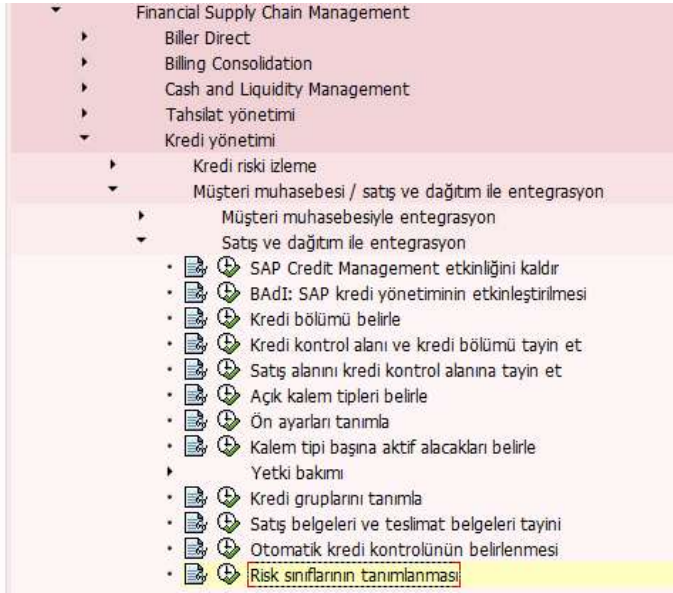 Financial Supply Chain Management
Biller Direct
Billing Consolidation
Cash and Liquidity Management
Tahsilat yönetimi
Kredi yönetimi
Kredi riski izleme
Müşteri muhasebesi / satış ve dağıtım ile entegrasyon
Müşteri muhasebesiyle entegrasyon
Satış ve dağıtım ile entegrasyon
SAP Credit Management etkinliğini kaldır
BAdI: SAP kredi yönetiminin etkinleştirilmesi
Kredi bölümü belirle
Kredi kontrol alanı ve kredi bölümü tayin et
Satış alanını kredi kontrol alanına tayin et
Açık kalem tipleri belirle
Ön ayarları tanımla
Kalem tipi başına aktif alacakları belirle
Yetki bakımı
Kredi gruplarını tanımla
Satış belgeleri ve teslimat belgeleri tayini
Otomatik kredi kontrolünün belirlenmesi
Risk sınıflarının tanımlanması